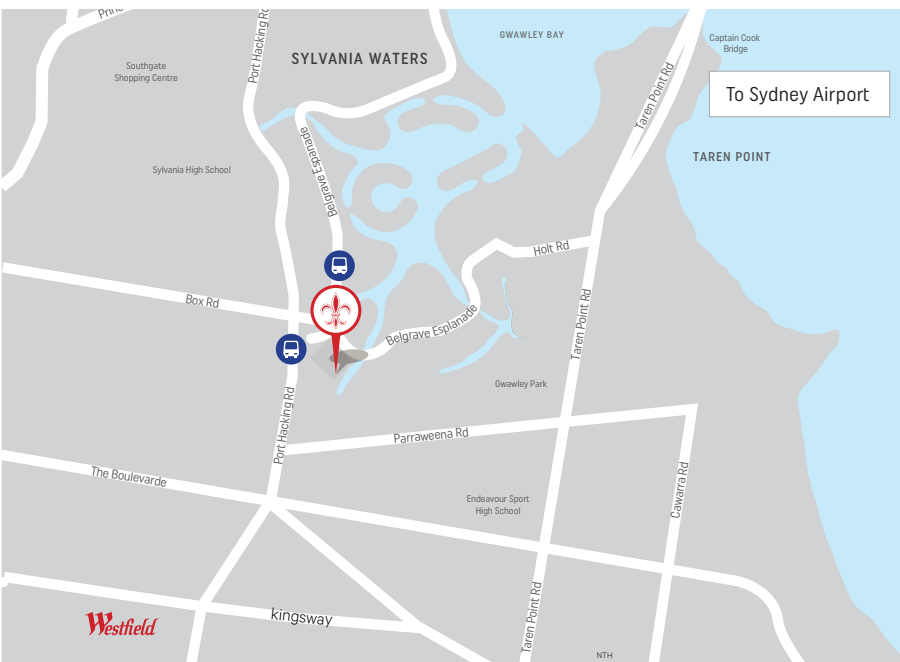 Port Hacking Rd
GWAWLEY BAY
Captain Cook
Bridge
SYLVANIA WATERS
Southgate
Shopping Centre
To Sydney Airport
Taren Point Rd
TAREN POINT
Sylvania High School
Belgrave Espanade
Holt Rd
Box Rd
Belgrave Esplanade
Taren Point Rd
Gwawley Park
Port Hacking Rd
Parraweena Rd
The Boulevarde
Cawarra Rd
Endeavour Sport
High School
Westfield
kingsway
Taren Point Rd
NTH